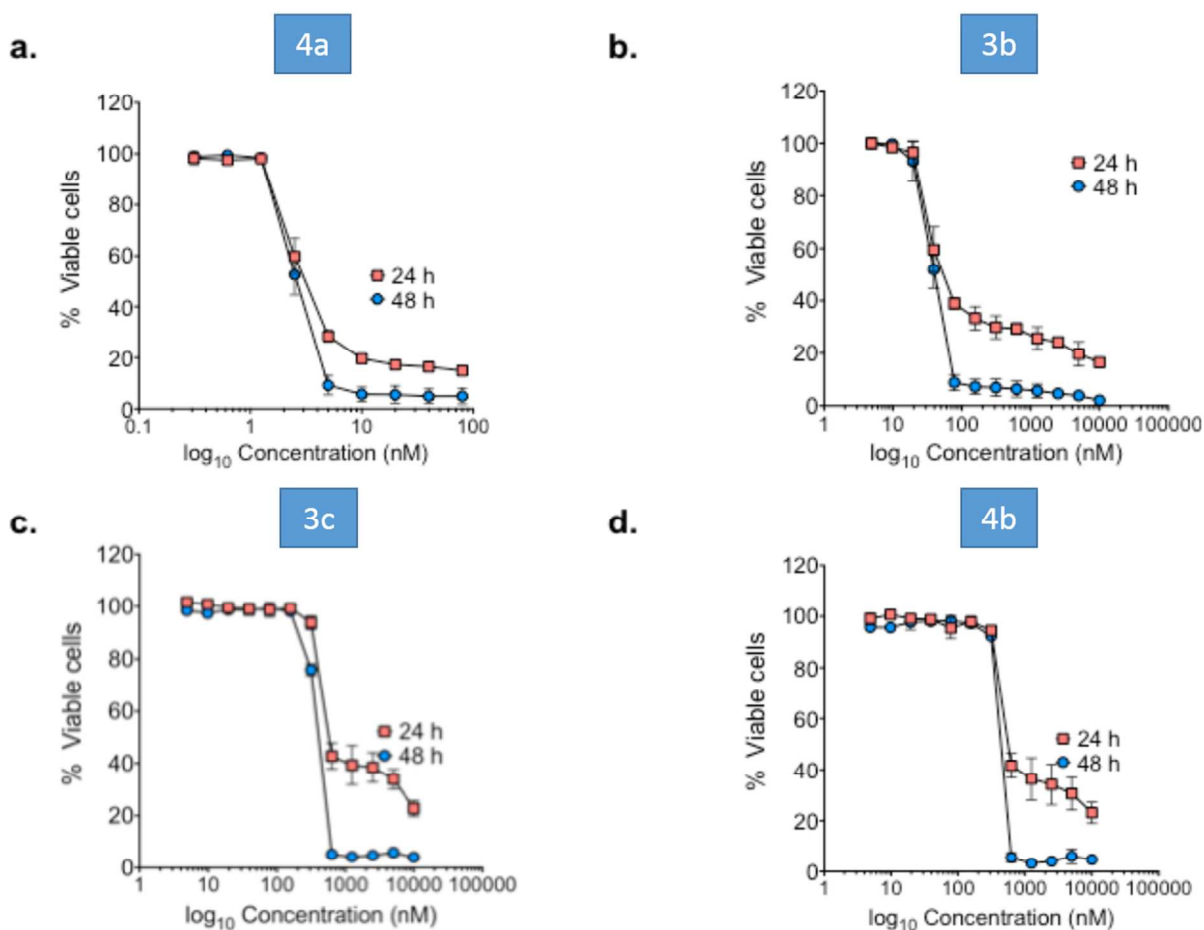 a.
4a
120
100
80
60
40
20
0
% Viable cells
24 h
48 h
0.1 1 10 100
log10 Concentration (nM)
b.
3b
120
100
80
60
40
20
0
% Viable cells
24 h
48 h
1 10 100 1000 10000 100000
log10 Concentration (nM)
c.
3c
120
100
80
60
40
20
0
% Viable cells
24 h
48 h
1 10 100 1000 10000 100000
log10 Concentration (nM)
d.
4b
120
100
80
60
40
20
0
% Viable cells
24 h
48 h
1 10 100 1000 10000 100000
log10 Concentration (nM)